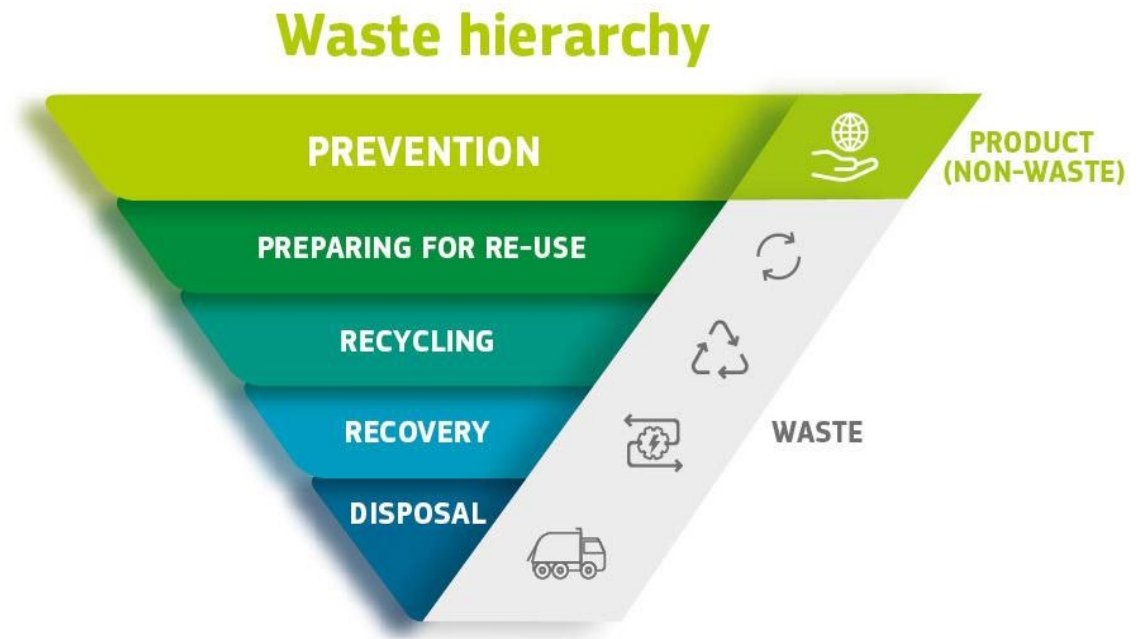 Waste hierarchy
PREVENTION
PRODUCT
(NON-WASTE)
PREPARING FOR RE-USE
RECYCLING
RECOVERY
WASTE
DISPOSAL